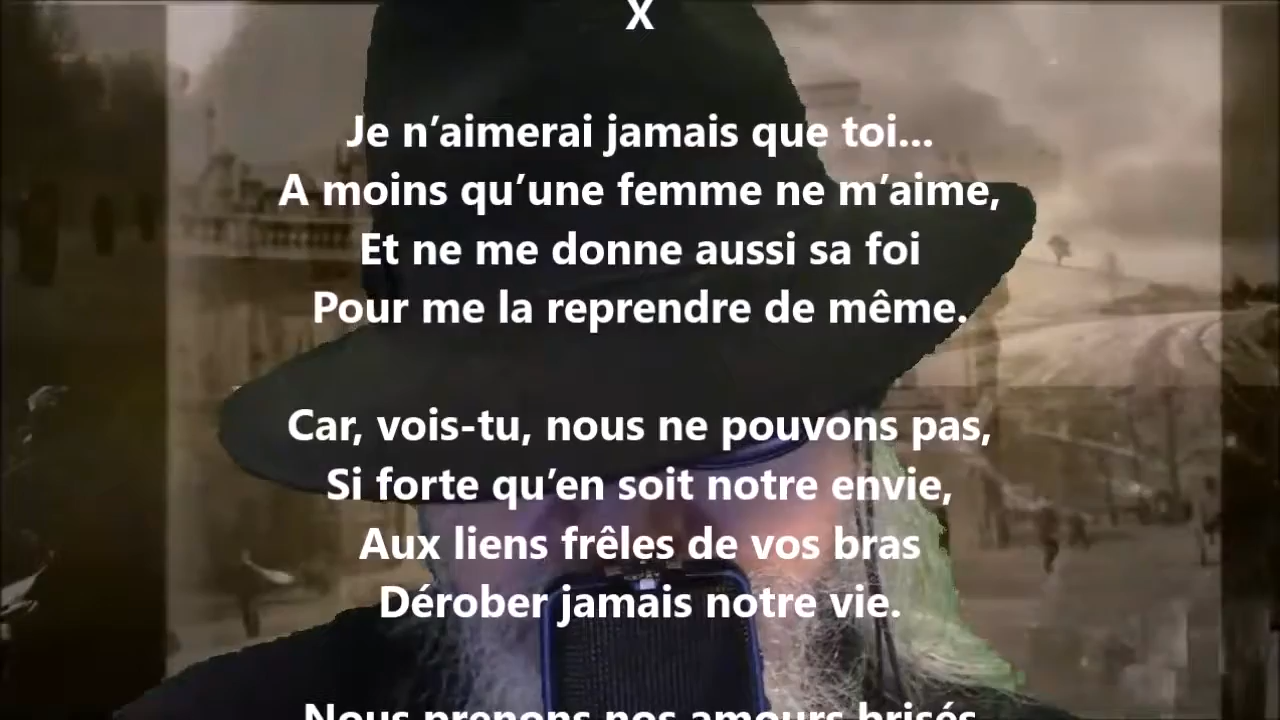 X
Je n’aimerai jamais que toi...
A moins qu’une femme ne m’aime,
Et ne me donne aussi sa foi
Pour me la reprendre de même.
Car, vois-tu, nous ne pouvons pas,
Si forte qu’en soit notre envie,
Aux liens frêles de vos bras
Dérober jamais notre vie.
Nous prenons nos amours brisés